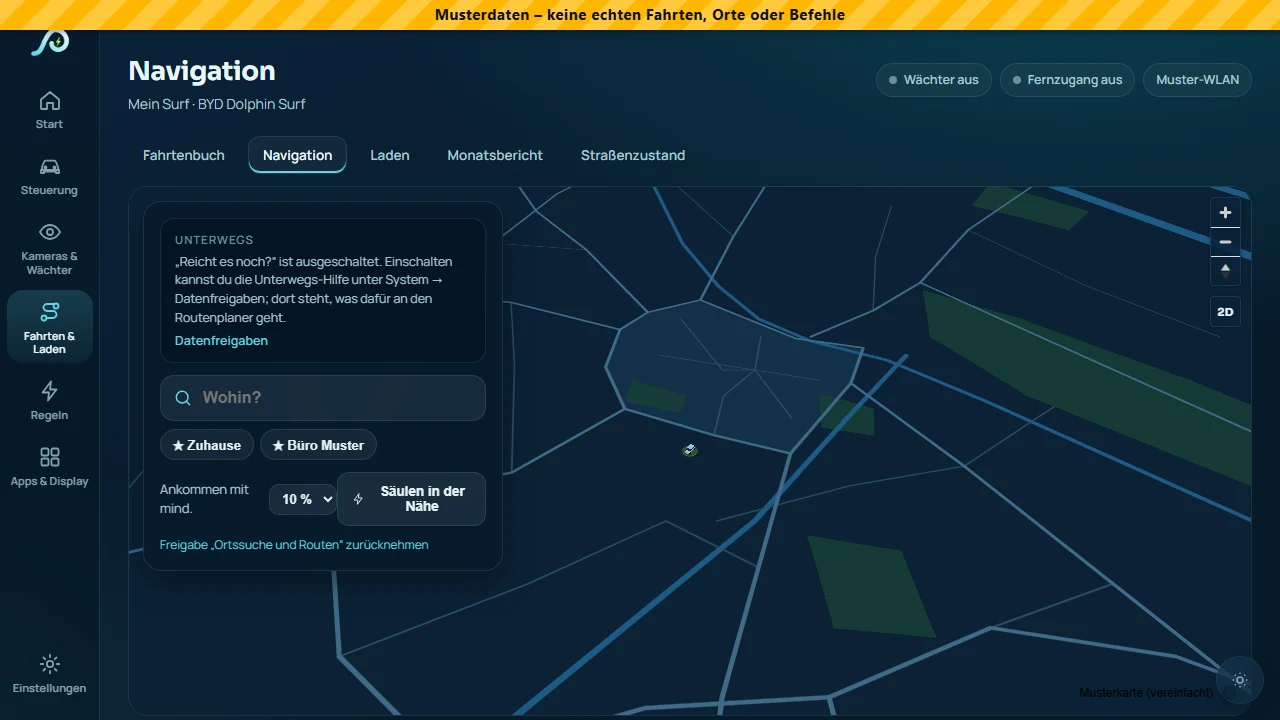 Musterdaten – keine echten Fahrten, Orte oder Befehle
Navigation
Mein Surf · BYD Dolphin Surf
Wächter aus
Fernzugang aus
Muster-WLAN
Start
Steuerung
Kameras &
Wächter
Fahrten &
Laden
Regeln
Apps & Display
Einstellungen
Fahrtenbuch
Navigation
Laden
Monatsbericht
Straßenzustand
UNTERWEGS
„Reicht es noch?“ ist ausgeschaltet. Einschalten
kannst du die Unterwegs-Hilfe unter System →
Datenfreigaben; dort steht, was dafür an den
Routenplaner geht.
Datenfreigaben
Wohin?
★ Zuhause
★ Büro Muster
Ankommen mit
mind.
10 %
Säulen in der
Nähe
Freigabe „Ortssuche und Routen“ zurücknehmen
+
−
2D
Musterkarte (vereinfacht)